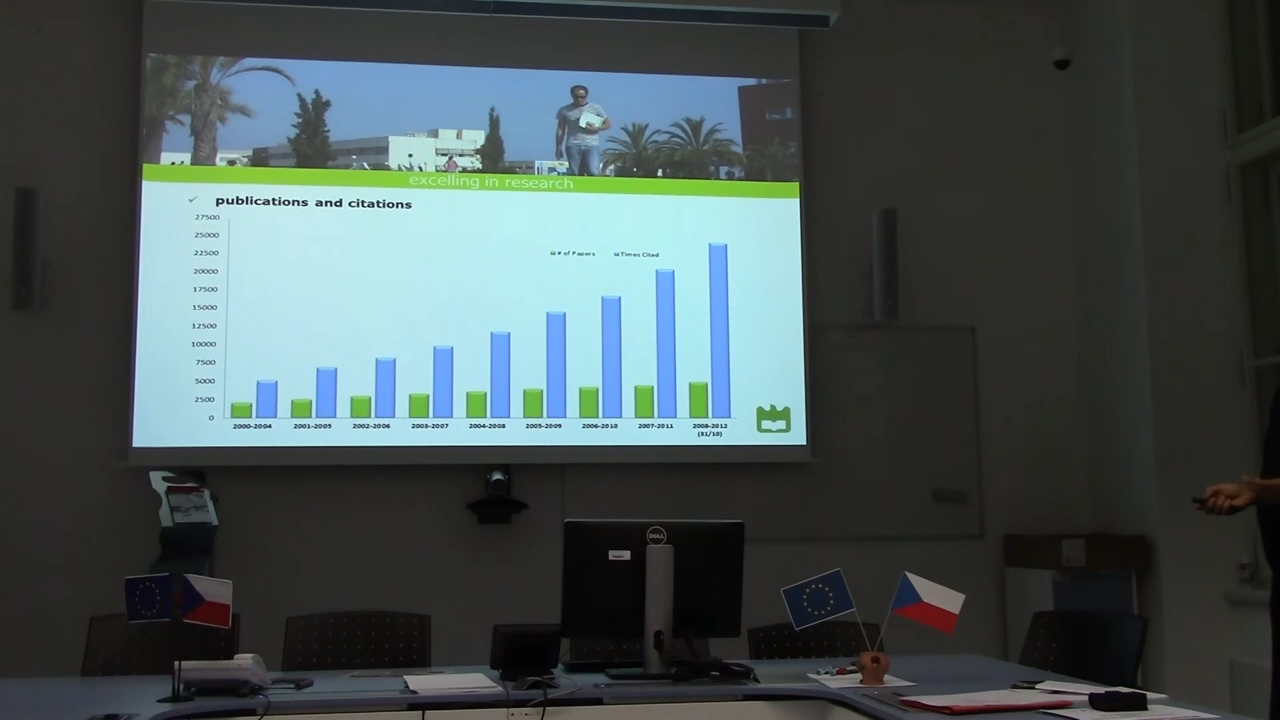 excelling in research
✓ publications and citations
27500
25000
22500
20000
17500
15000
12500
10000
7500
5000
2500
0
# of Papers Times Cited
2000-2004 2001-2005 2002-2006 2003-2007 2004-2008 2005-2009 2006-2010 2007-2011 2008-2012
(31/10)
DELL